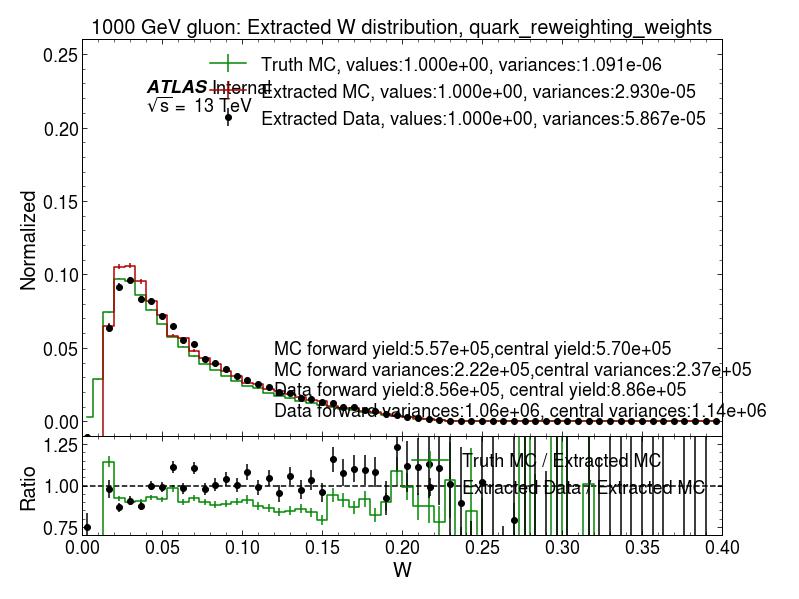 1000 GeV gluon: Extracted W distribution, quark_reweighting_weights
Truth MC, values:1.000e+00, variances:1.091e-06
ATLAS Internal
Extracted MC, values:1.000e+00, variances:2.930e-05
√s = 13 TeV
Extracted Data, values:1.000e+00, variances:5.867e-05
Normalized
0.25
0.20
0.15
0.10
0.05
0.00
MC forward yield:5.57e+05,central yield:5.70e+05
MC forward variances:2.22e+05,central variances:2.37e+05
Data forward yield:8.56e+05, central yield:8.86e+05
Data forward variances:1.06e+06, central variances:1.14e+06
Ratio
1.25
1.00
0.75
Truth MC / Extracted MC
Extracted Data / Extracted MC
0.00 0.05 0.10 0.15 0.20 0.25 0.30 0.35 0.40
W